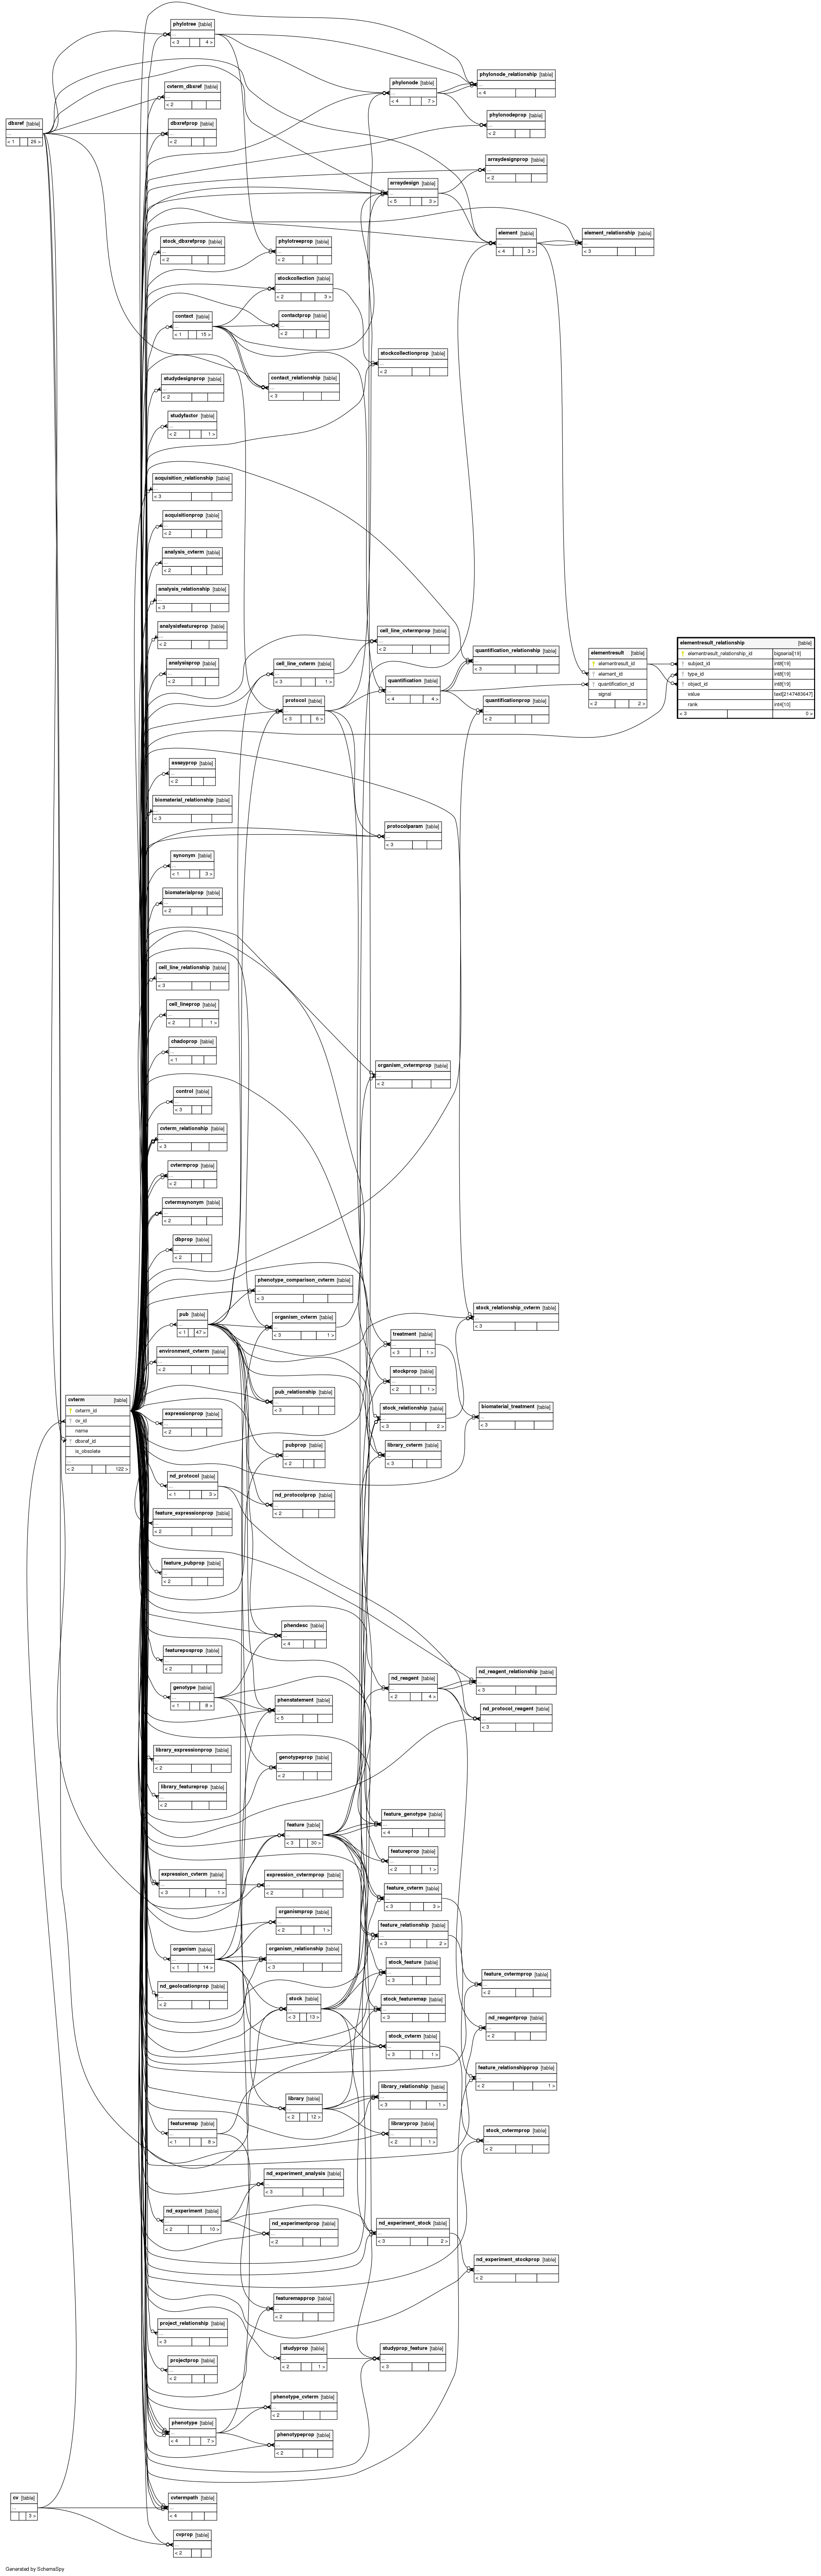 phylotree [table]
...
< 3 4 >
phylonode_relationship [table]
...
< 4
phylonode [table]
...
< 4 7 >
cvterm_dbxref [table]
...
< 2
phylonodeprop [table]
...
< 2
dbxref [table]
...
< 1 26 >
dbxrefprop [table]
...
< 2
arraydesignprop [table]
...
< 2
arraydesign [table]
...
< 5 3 >
element [table]
...
< 4 3 >
element_relationship [table]
...
< 3
stock_dbxrefprop [table]
...
< 2
phylotreeprop [table]
...
< 2
stockcollection [table]
...
< 2 3 >
contact [table]
...
< 1 15 >
contactprop [table]
...
< 2
stockcollectionprop [table]
...
< 2
studydesignprop [table]
...
< 2
contact_relationship [table]
...
< 3
studyfactor [table]
...
< 2 1 >
acquisition_relationship [table]
...
< 3
acquisitionprop [table]
...
< 2
analysis_cvterm [table]
...
< 2
analysis_relationship [table]
...
< 3
analysisfeatureprop [table]
...
< 2
cell_line_cvtermprop [table]
...
< 2
analysisprop [table]
...
< 2
cell_line_cvterm [table]
...
< 3 1 >
quantification_relationship [table]
...
< 3
quantification [table]
...
< 4 4 >
elementresult [table]
elementresult_id
element_id
quantification_id
signal
< 2 2 >
elementresult_relationship [table]
elementresult_relationship_id bigserial[19]
subject_id int8[19]
type_id int8[19]
object_id int8[19]
value text[2147483647]
rank int4[10]
< 3 0 >
protocol [table]
...
< 3 6 >
quantificationprop [table]
...
< 2
assayprop [table]
...
< 2
biomaterial_relationship [table]
...
< 3
protocolparam [table]
...
< 3
synonym [table]
...
< 1 3 >
biomaterialprop [table]
...
< 2
cell_line_relationship [table]
...
< 3
cell_lineprop [table]
...
< 2 1 >
chadoprop [table]
...
< 1
organism_cvtermprop [table]
...
< 2
control [table]
...
< 3
cvterm_relationship [table]
...
< 3
cvtermprop [table]
...
< 2
cvtermsynonym [table]
...
< 2
dbprop [table]
...
< 2
phenotype_comparison_cvterm [table]
...
< 3
stock_relationship_cvterm [table]
...
< 3
pub [table]
...
< 1 47 >
organism_cvterm [table]
...
< 3 1 >
treatment [table]
...
< 3 1 >
environment_cvterm [table]
...
< 2
stockprop [table]
...
< 2 1 >
pub_relationship [table]
...
< 3
cvterm [table]
cvterm_id
cv_id
name
dbxref_id
is_obsolete
...
< 2 122 >
expressionprop [table]
...
< 2
stock_relationship [table]
...
< 3 2 >
biomaterial_treatment [table]
...
< 3
pubprop [table]
...
< 2
library_cvterm [table]
...
< 3
nd_protocol [table]
...
< 1 3 >
nd_protocolprop [table]
...
< 2
feature_expressionprop [table]
...
< 2
feature_pubprop [table]
...
< 2
phendesc [table]
...
< 4
featureposprop [table]
...
< 2
genotype [table]
...
< 1 8 >
nd_reagent [table]
...
< 2 4 >
nd_reagent_relationship [table]
...
< 3
phenstatement [table]
...
< 5
nd_protocol_reagent [table]
...
< 3
library_expressionprop [table]
...
< 2
genotypeprop [table]
...
< 2
library_featureprop [table]
...
< 2
feature_genotype [table]
...
< 4
feature [table]
...
< 3 30 >
featureprop [table]
...
< 2 1 >
expression_cvterm [table]
...
< 3 1 >
expression_cvtermprop [table]
...
< 2
feature_cvterm [table]
...
< 3 3 >
organismprop [table]
...
< 2 1 >
feature_relationship [table]
...
< 3 2 >
organism [table]
...
< 1 14 >
organism_relationship [table]
...
< 3
stock_feature [table]
...
< 3
feature_cvtermprop [table]
...
< 2
nd_geolocationprop [table]
...
< 2
stock [table]
...
< 3 13 >
stock_featuremap [table]
...
< 3
nd_reagentprop [table]
...
< 2
stock_cvterm [table]
...
< 3 1 >
feature_relationshipprop [table]
...
< 2 1 >
library [table]
...
< 2 12 >
library_relationship [table]
...
< 3 1 >
featuremap [table]
...
< 1 8 >
libraryprop [table]
...
< 2 1 >
stock_cvtermprop [table]
...
< 2
nd_experiment_analysis [table]
...
< 3
nd_experiment [table]
...
< 2 10 >
nd_experimentprop [table]
...
< 2
nd_experiment_stock [table]
...
< 3 2 >
nd_experiment_stockprop [table]
...
< 2
featuremapprop [table]
...
< 2
project_relationship [table]
...
< 3
studyprop [table]
...
< 2 1 >
studyprop_feature [table]
...
< 3
projectprop [table]
...
< 2
phenotype_cvterm [table]
...
< 2
phenotype [table]
...
< 4 7 >
phenotypeprop [table]
...
< 2
cv [table]
...
3 >
cvtermpath [table]
...
< 4
cvprop [table]
...
< 2
Generated by SchemaSpy